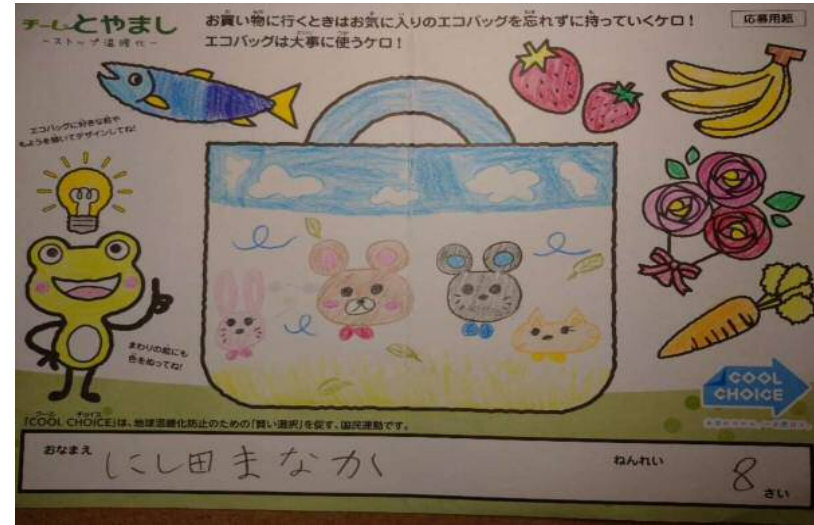 チームとやまし
－ストップ温暖化－
お買い物に行くときはお気に入りのエコバッグを忘れずに持っていくケロ！
エコバッグは大事に使うケロ！
応募用紙
エコバッグに好きな絵や
もようを描いてデザインしてね!
まわりの絵にも
色をぬってね!
COOL
CHOICE
「COOL CHOICE」は、地球温暖化防止のための「賢い選択」を促す、国民運動です。
おなまえ
にし田まなか
ねんれい
8
さい